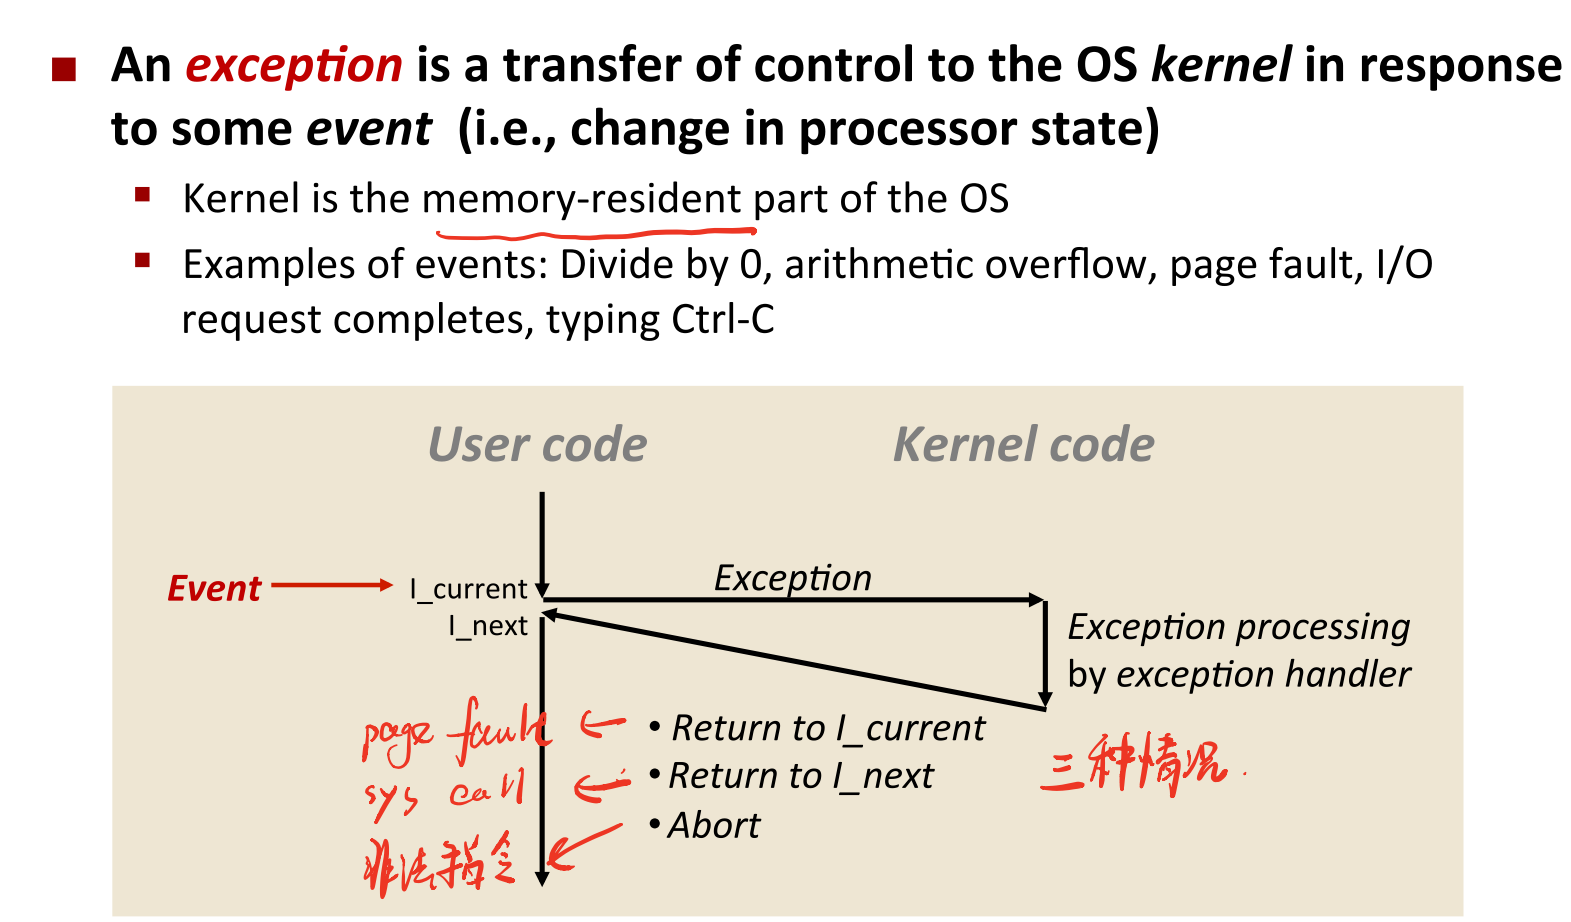 An exception is a transfer of control to the OS kernel in response
to some event (i.e., change in processor state)
Kernel is the memory-resident part of the OS
Examples of events: Divide by 0, arithmetic overflow, page fault, I/O
request completes, typing Ctrl-C
User code
Kernel code
Event
I_current
Exception
I_next
Exception processing
by exception handler
page fault
• Return to I_current
三种情况.
sys call
• Return to I_next
非法指令
• Abort